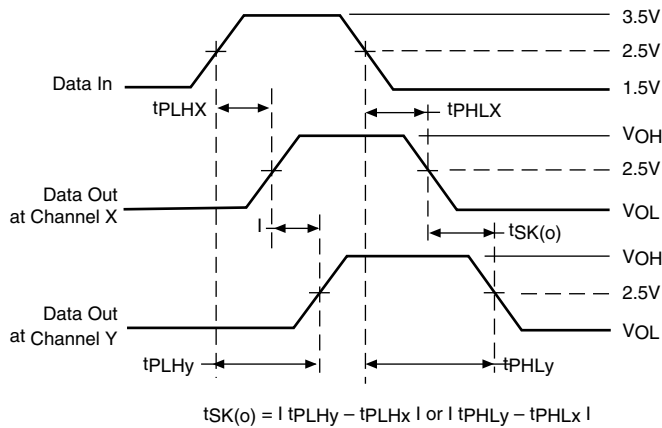 3.5V
Data In
2.5V
1.5V
tPLHX
tPHLX
VOH
Data Out
at Channel X
2.5V
VOL
I
tSK(o)
VOH
Data Out
at Channel Y
2.5V
VOL
tPLHy
tPHLy
tSK(o) = I tPLHy – tPLHx I or I tPHLy – tPHLx I